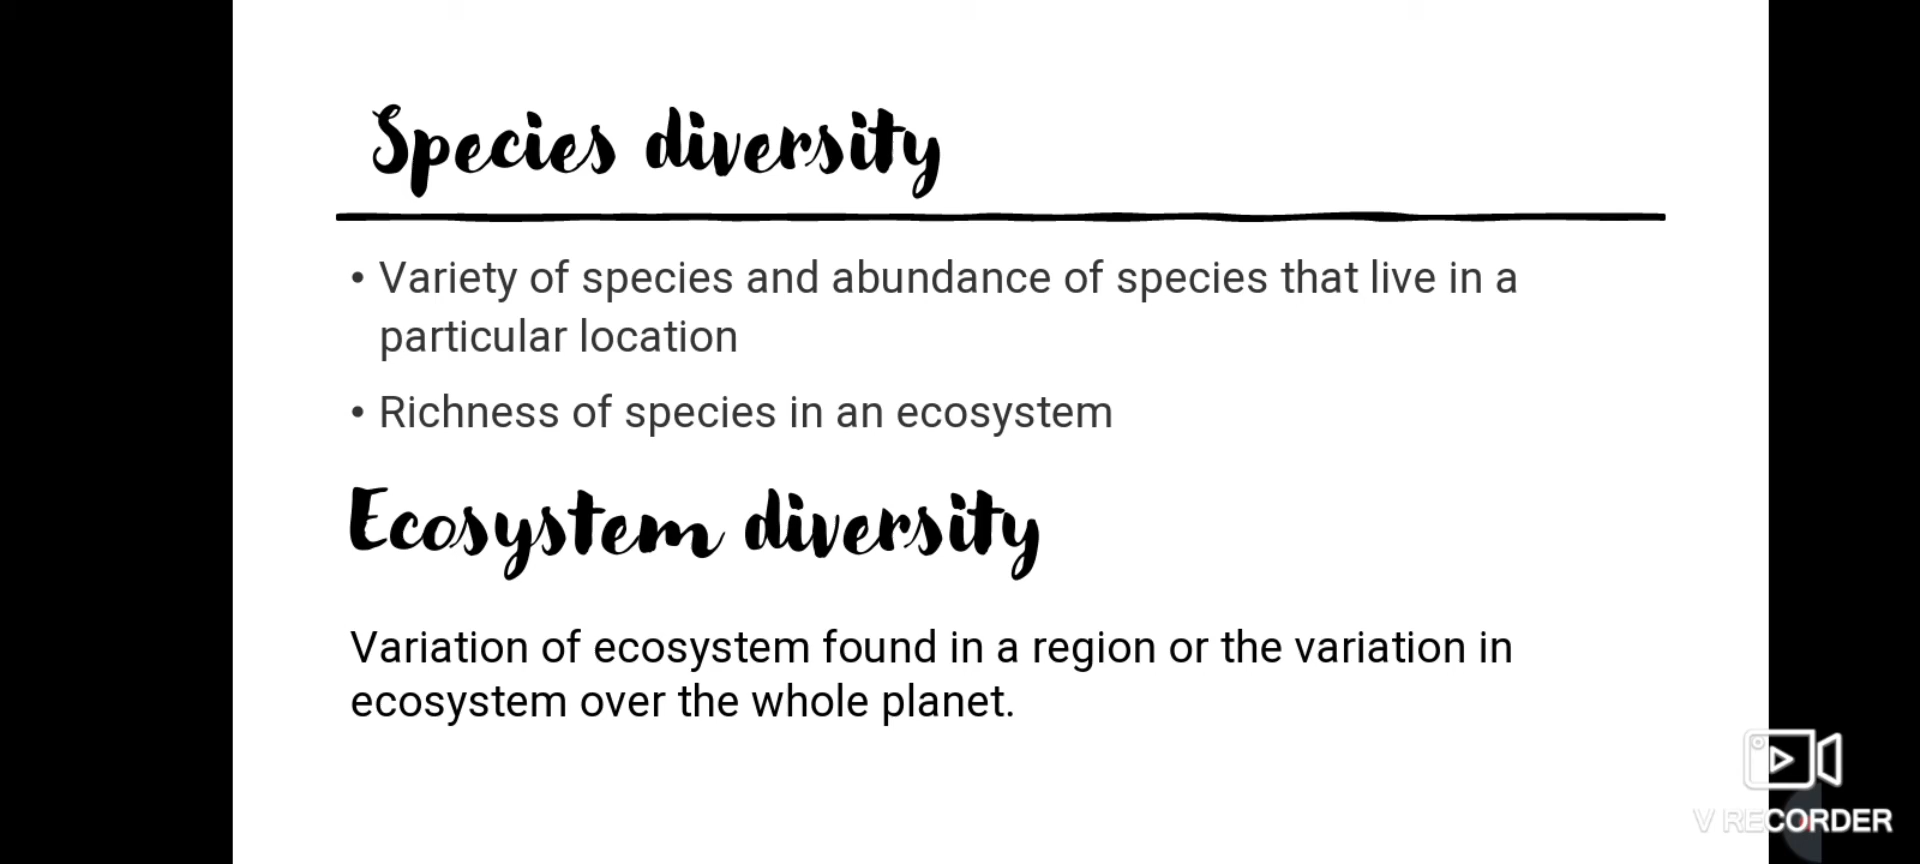 Species diversity
• Variety of species and abundance of species that live in a
particular location
• Richness of species in an ecosystem
Ecosystem diversity
Variation of ecosystem found in a region or the variation in
ecosystem over the whole planet.
V RECORDER